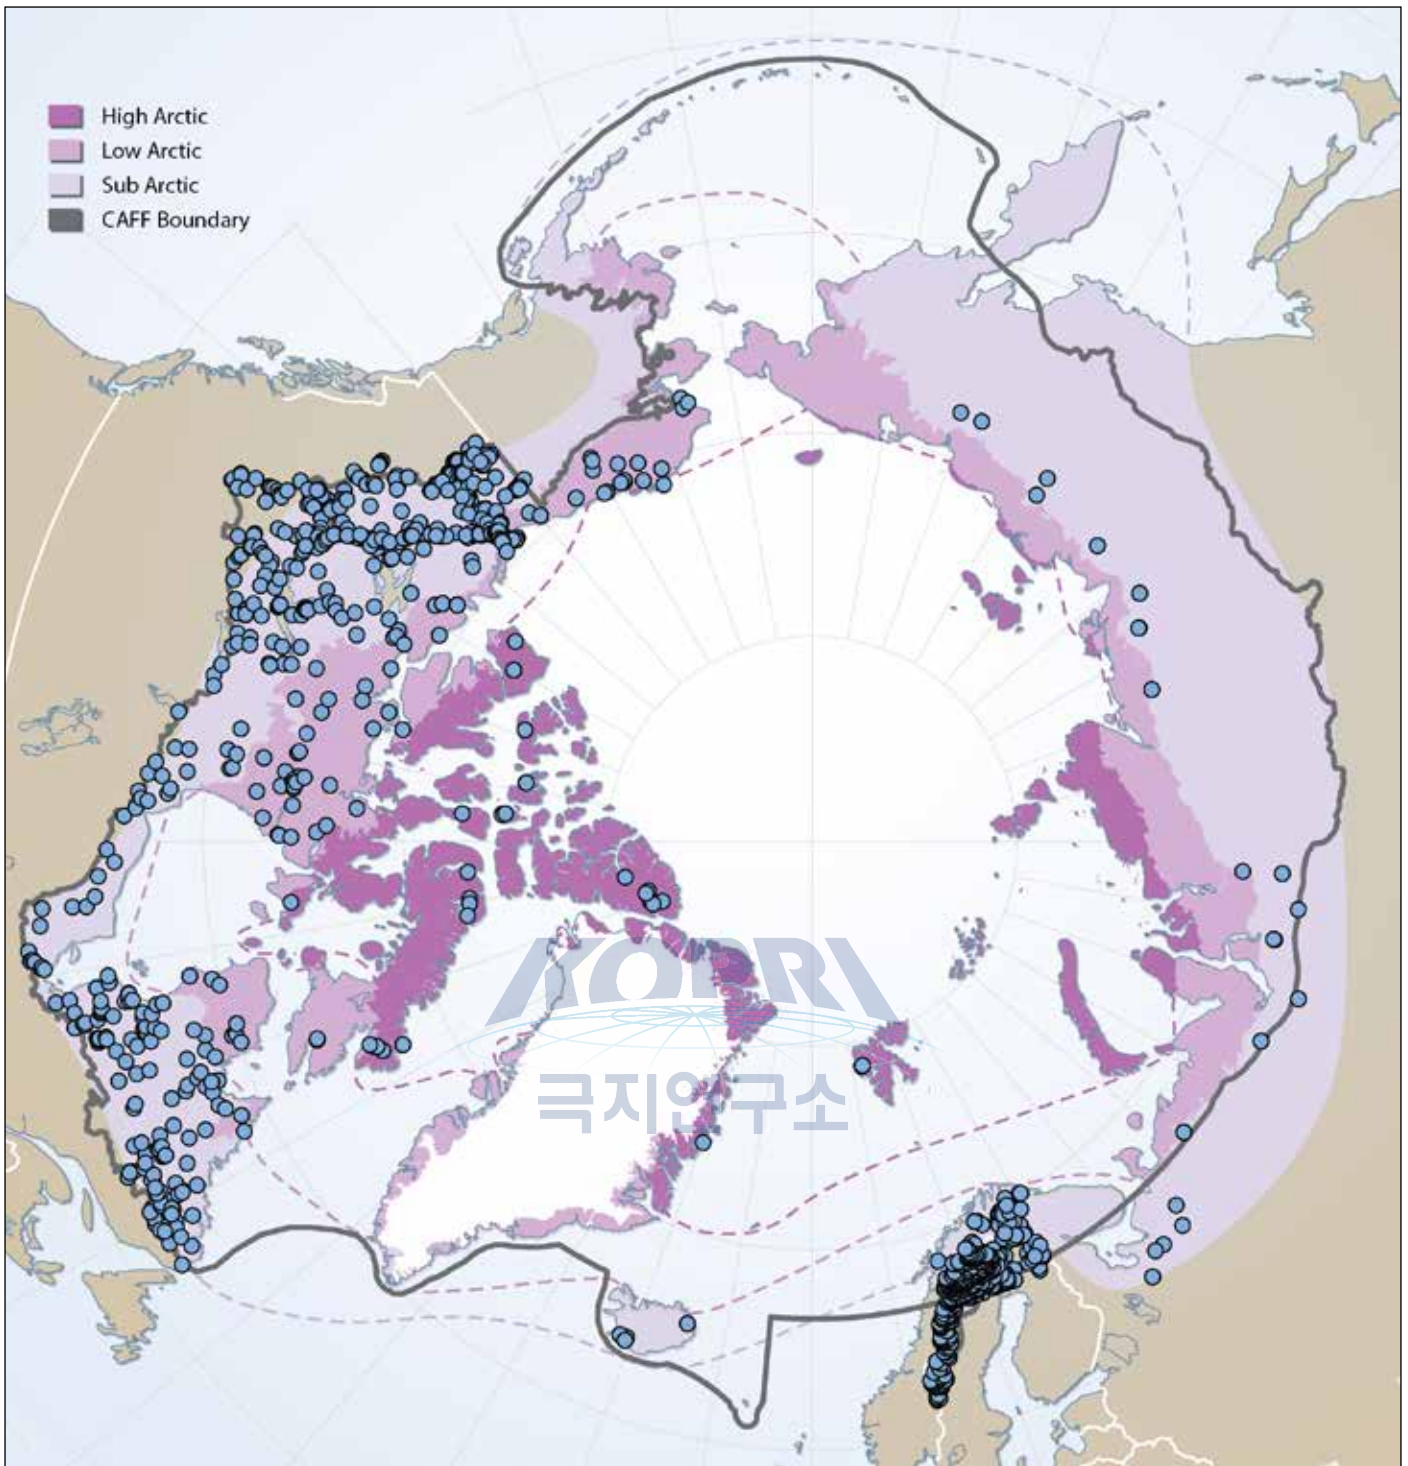 High Arctic
Low Arctic
Sub Arctic
CAFF Boundary
KOPRI
극지연구소